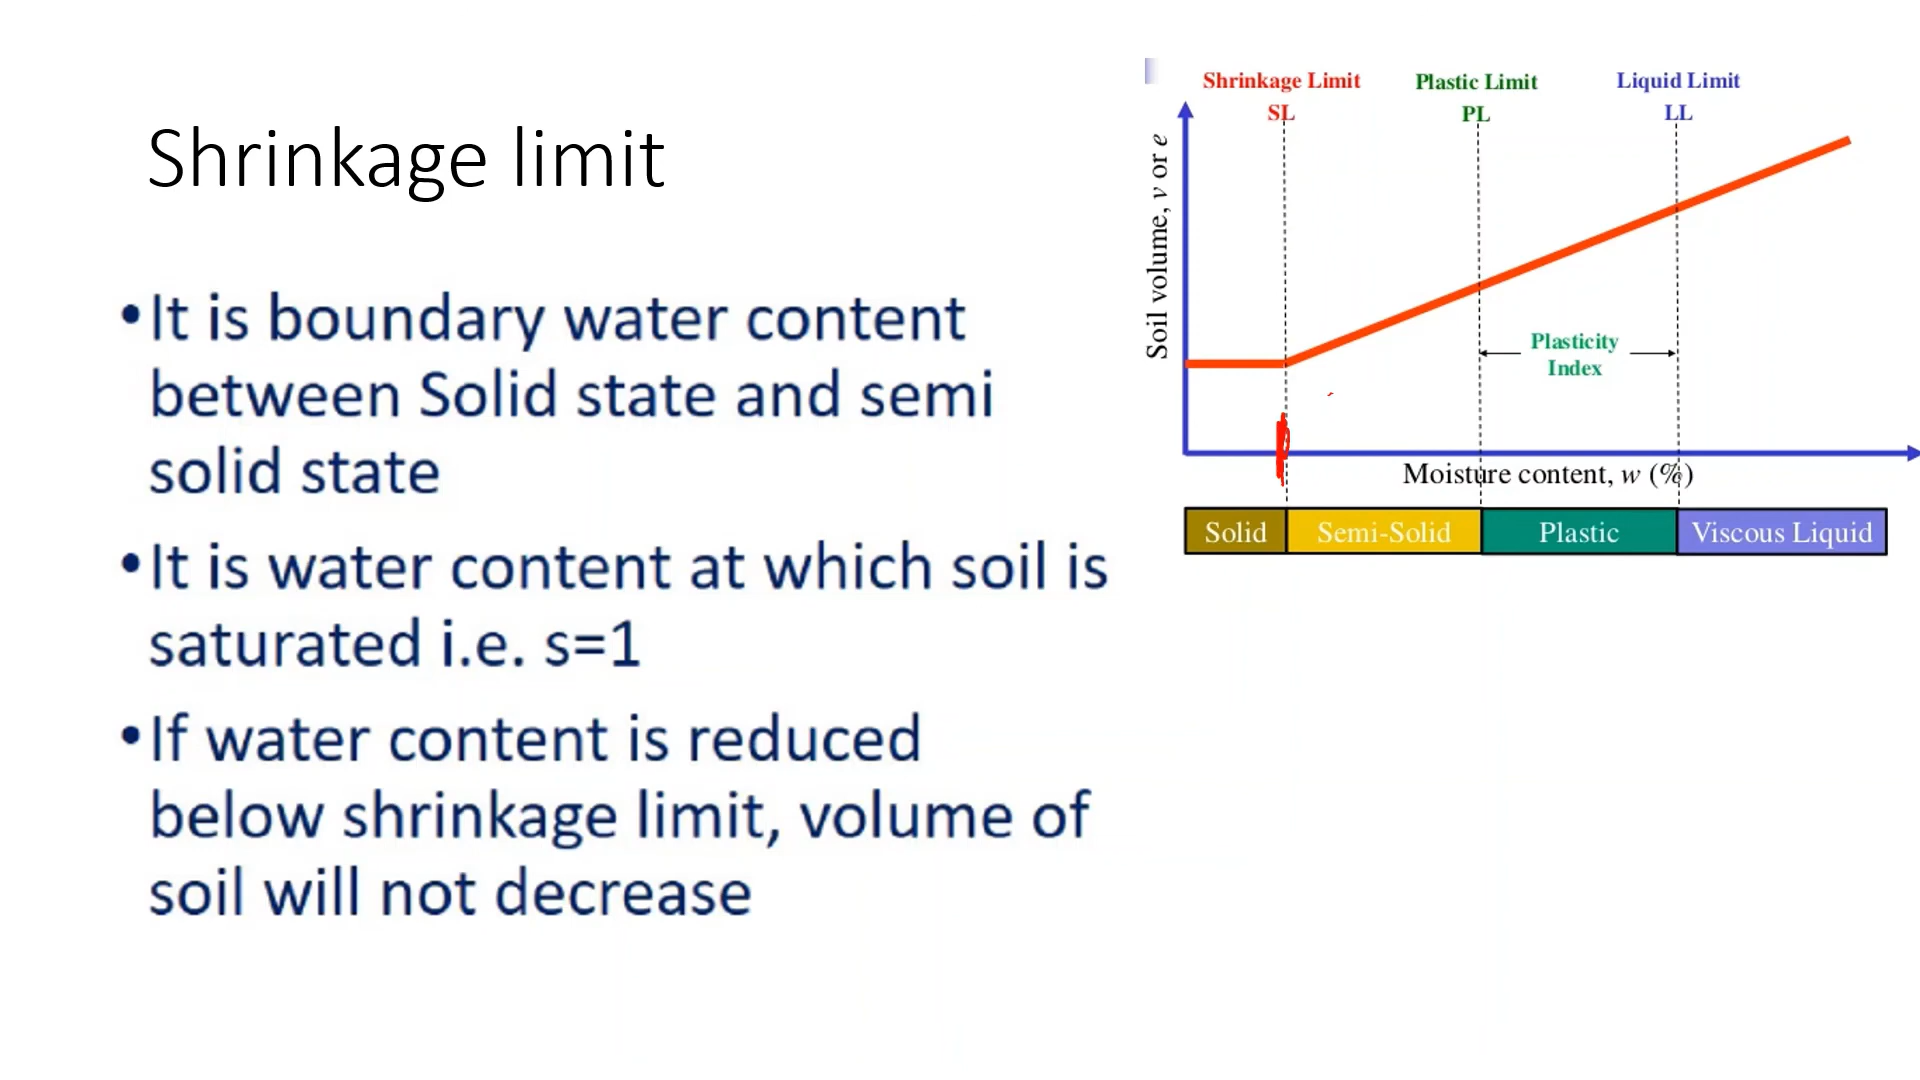 Shrinkage limit
•It is boundary water content
between Solid state and semi
solid state
•It is water content at which soil is
saturated i.e. s=1
•If water content is reduced
below shrinkage limit, volume of
soil will not decrease
Shrinkage Limit Plastic Limit Liquid Limit
SL PL LL
Soil volume, v or e
Plasticity
Index
Moisture content, w (%)
Solid Semi-Solid Plastic Viscous Liquid